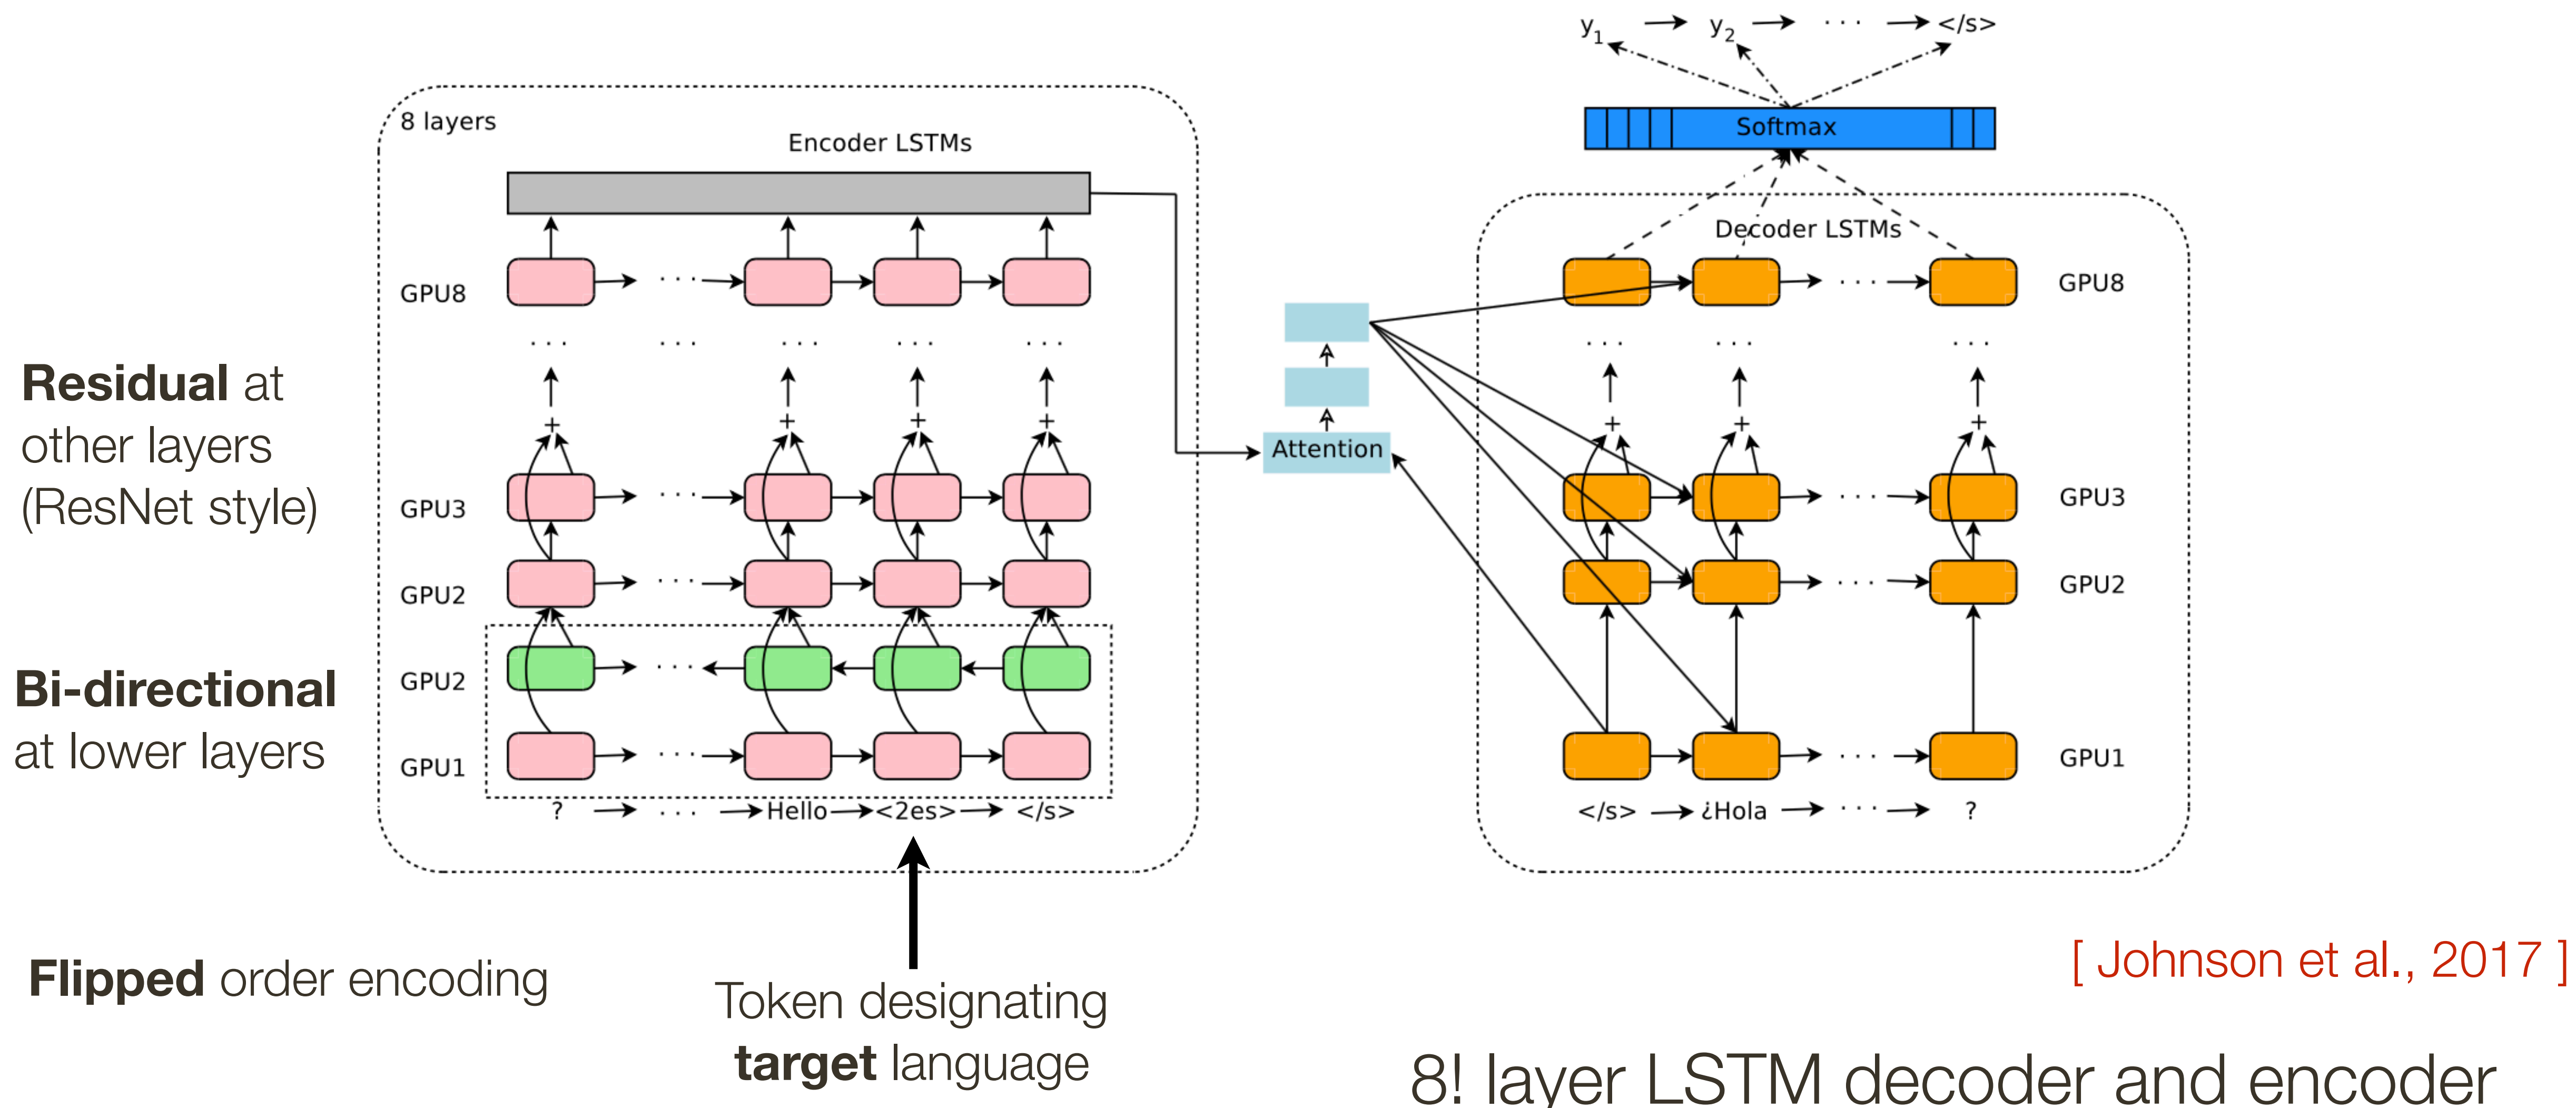 y1 y2 · · · </s>
Softmax
8 layers
Encoder LSTMs
Decoder LSTMs
GPU8 · · · GPU8
· · · · · · · · · · · · · · · · · · · · · · · ·
Residual at
other layers
(ResNet style)
+ + + + + + +
Attention
GPU3 · · · · · · GPU3
GPU2 · · · · · · GPU2
Bi-directional
at lower layers
GPU2 · · ·
GPU1 · · · · · · GPU1
? · · · Hello <2es> </s> </s> ¿Hola · · · ?
Flipped order encoding
Token designating
target language
[ Johnson et al., 2017 ]
8! layer LSTM decoder and encoder